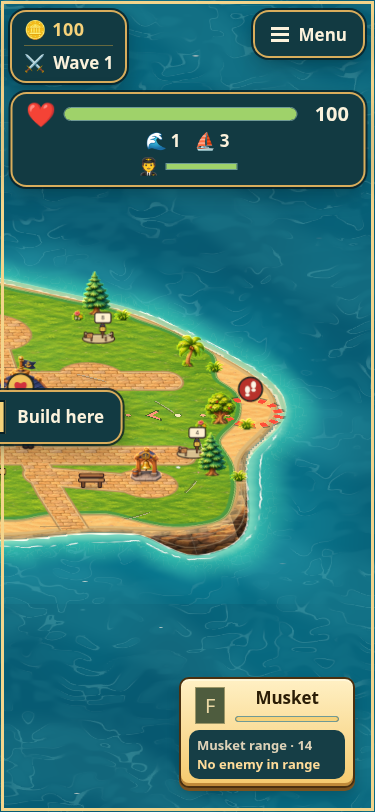 100
Menu
Wave 1
100
1 3
Build here
F Musket
Musket range · 14
No enemy in range